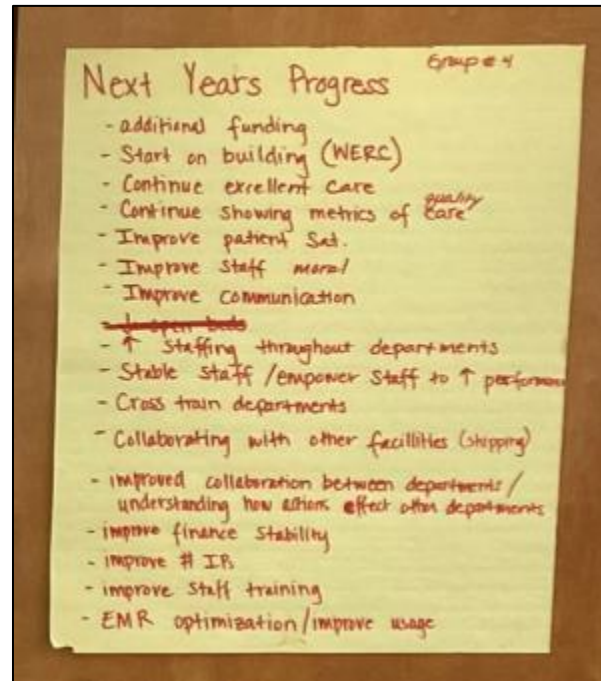 Group # 4
Next Years Progress
- additional funding
- Start on building (WERC)
- Continue excellent care
quality
- Continue showing metrics of care
- Improve patient Sat.
- Improve Staff moral
- Improve communication
- ↑ Staffing throughout departments
- Stable Staff / empower Staff to ↑ performance
- Cross train departments
- Collaborating with other facillities (shipping)
- improved collaboration between departments /
understanding how actions effect other departments
- improve finance Stability
- improve #
- improve Staff training
- EMR optimization/improve usage